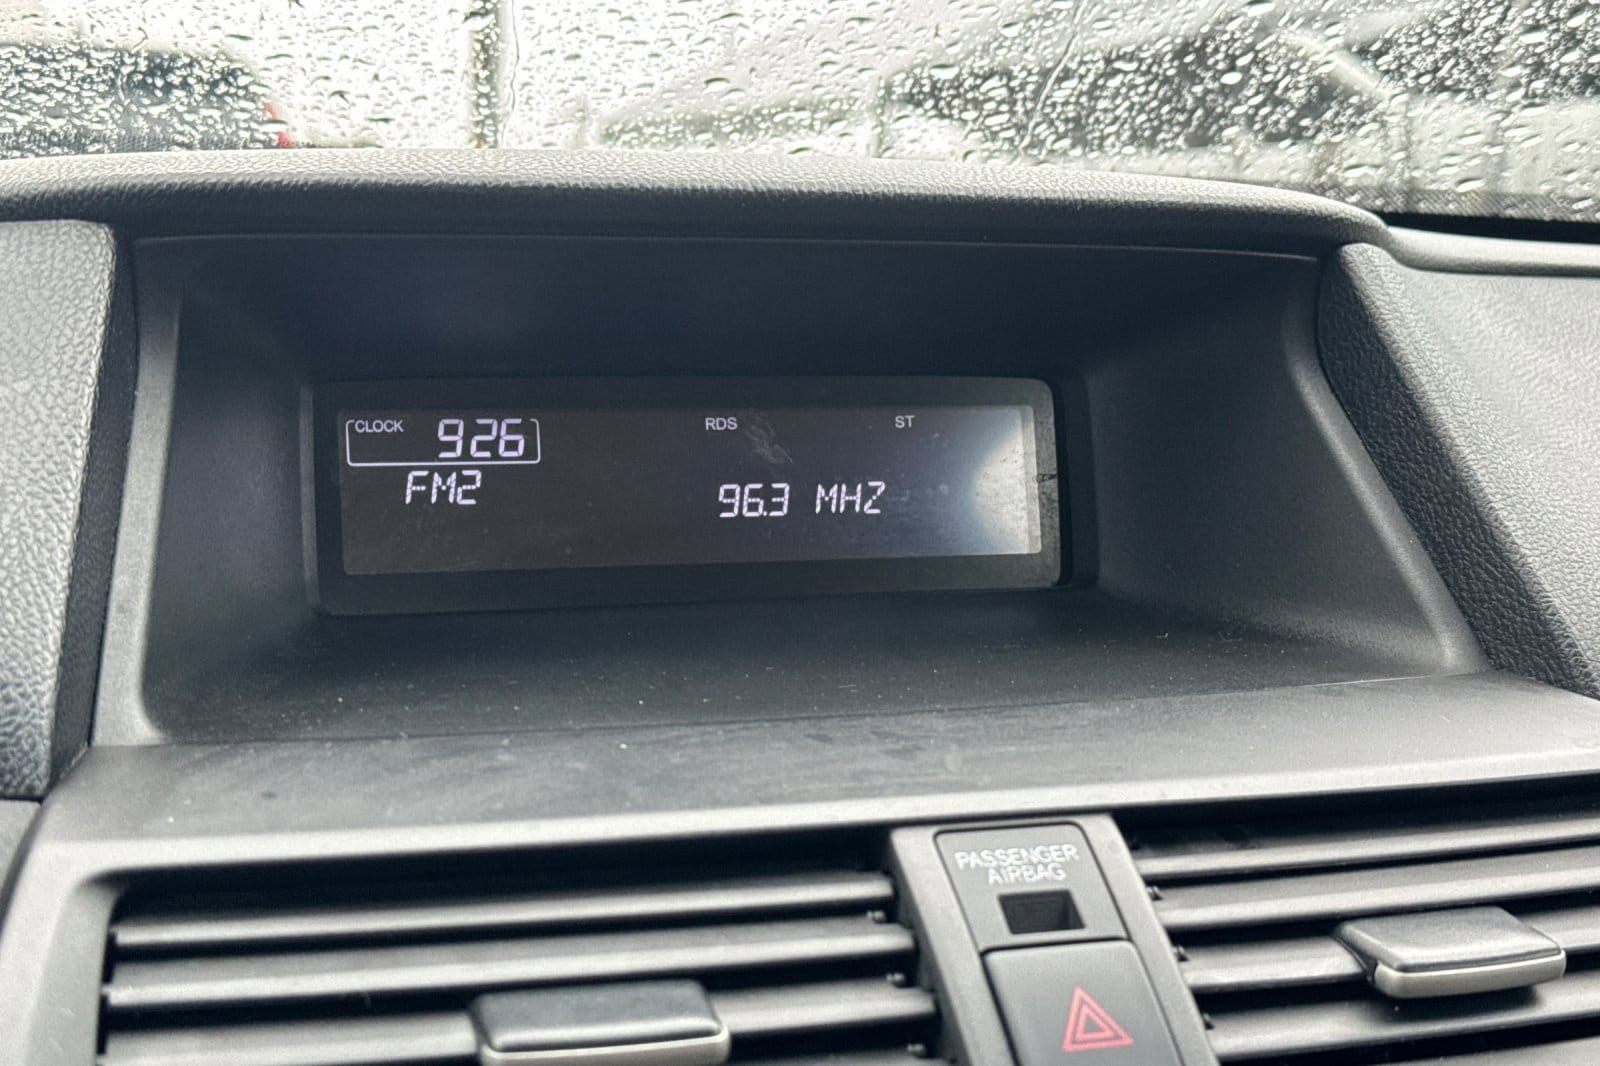 CLOCK 926 RDS ST
FM2 96.3 MHZ
PASSENGER
AIRBAG